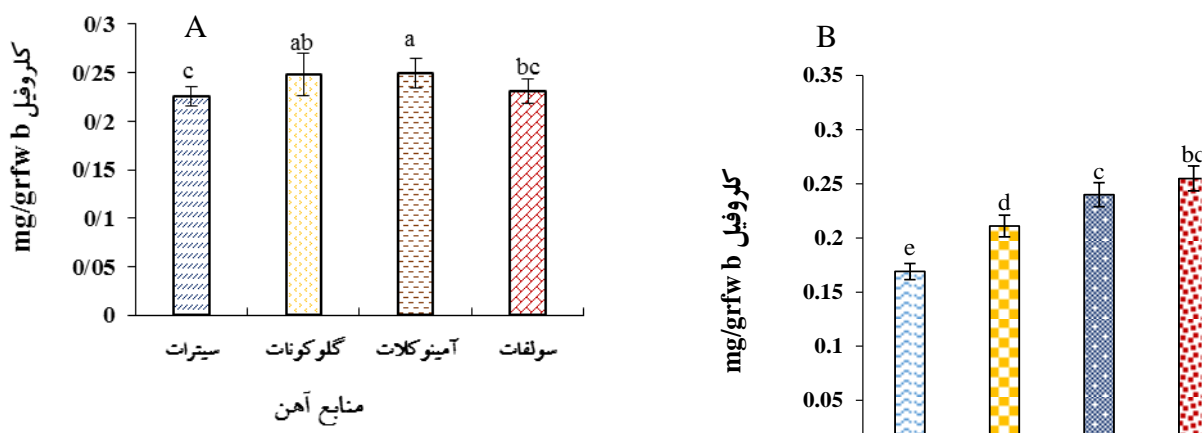 A
0/3
0/25
0/2
0/15
0/1
0/05
0
کلروفیل mg/grfw b
c
ab
a
bc
سیترات
گلوکونات
آمینوکلات
سولفات
منابع آهن
B
0.35
0.3
0.25
0.2
0.15
0.1
0.05
کلروفیل mg/grfw b
e
d
c
bc